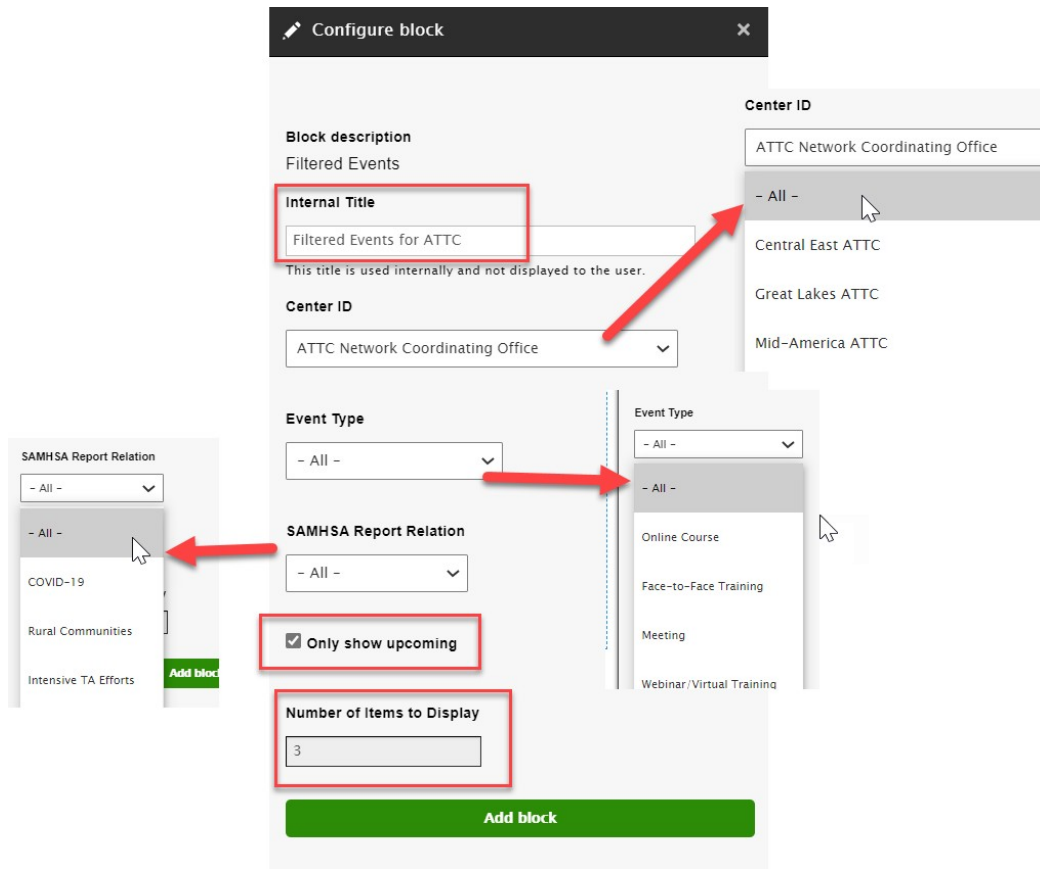 Configure block
Block description
Filtered Events
Internal Title
Filtered Events for ATTC
This title is used internally and not displayed to the user.
Center ID
ATTC Network Coordinating Office
Event Type
- All -
SAMHSA Report Relation
- All -
Only show upcoming
Number of Items to Display
3
Add block
Center ID
ATTC Network Coordinating Office
- All -
Central East ATTC
Great Lakes ATTC
Mid-America ATTC
Event Type
- All -
- All -
Online Course
Face-to-Face Training
Meeting
Webinar/Virtual Training
SAMHSA Report Relation
- All -
- All -
COVID-19
Rural Communities
Intensive TA Efforts
Add bloc